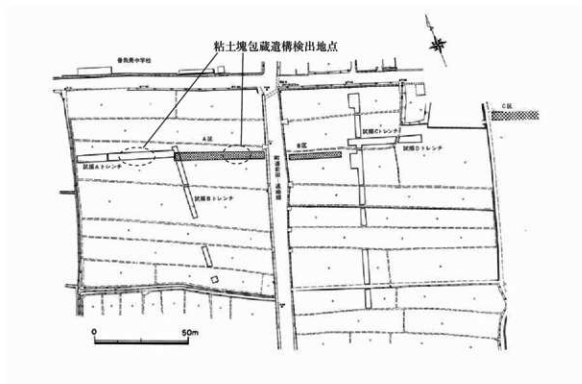 粘土塊包蔵遺構検出地点
香良南中学校
A区
B区
C区
試掘Aトレンチ
試掘Bトレンチ
試掘Cトレンチ
試掘Dトレンチ
0
50m